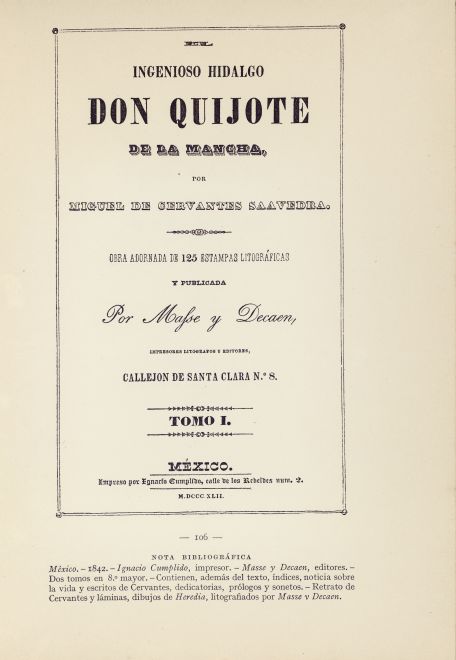 EL
INGENIOSO HIDALGO
DON QUIJOTE
DE LA MANCHA,
POR
MIGUEL DE CERVANTES SAAVEDRA.
OBRA ADORNADA DE 125 ESTAMPAS LITOGRÁFICAS
Y PUBLICADA
Por Masse y Decaen,
IMPRESORES LITOGRAFOS Y EDITORES,
CALLEJON DE SANTA CLARA N.º 8.
TOMO I.
MÉXICO.
Impreso por Ignacio Cumplido, calle de los Rebeldes num. 2.
M.DCCC.XLII.
— 106 —
NOTA BIBLIOGRÁFICA
México. – 1842. – Ignacio Cumplido, impresor. – Masse y Decaen, editores. –
Dos tomos en 8.º mayor. – Contienen, además del texto, índices, noticia sobre
la vida y escritos de Cervantes, dedicatorias, prólogos y sonetos. – Retrato de
Cervantes y láminas, dibujos de Heredia, litografiados por Masse y Decaen.